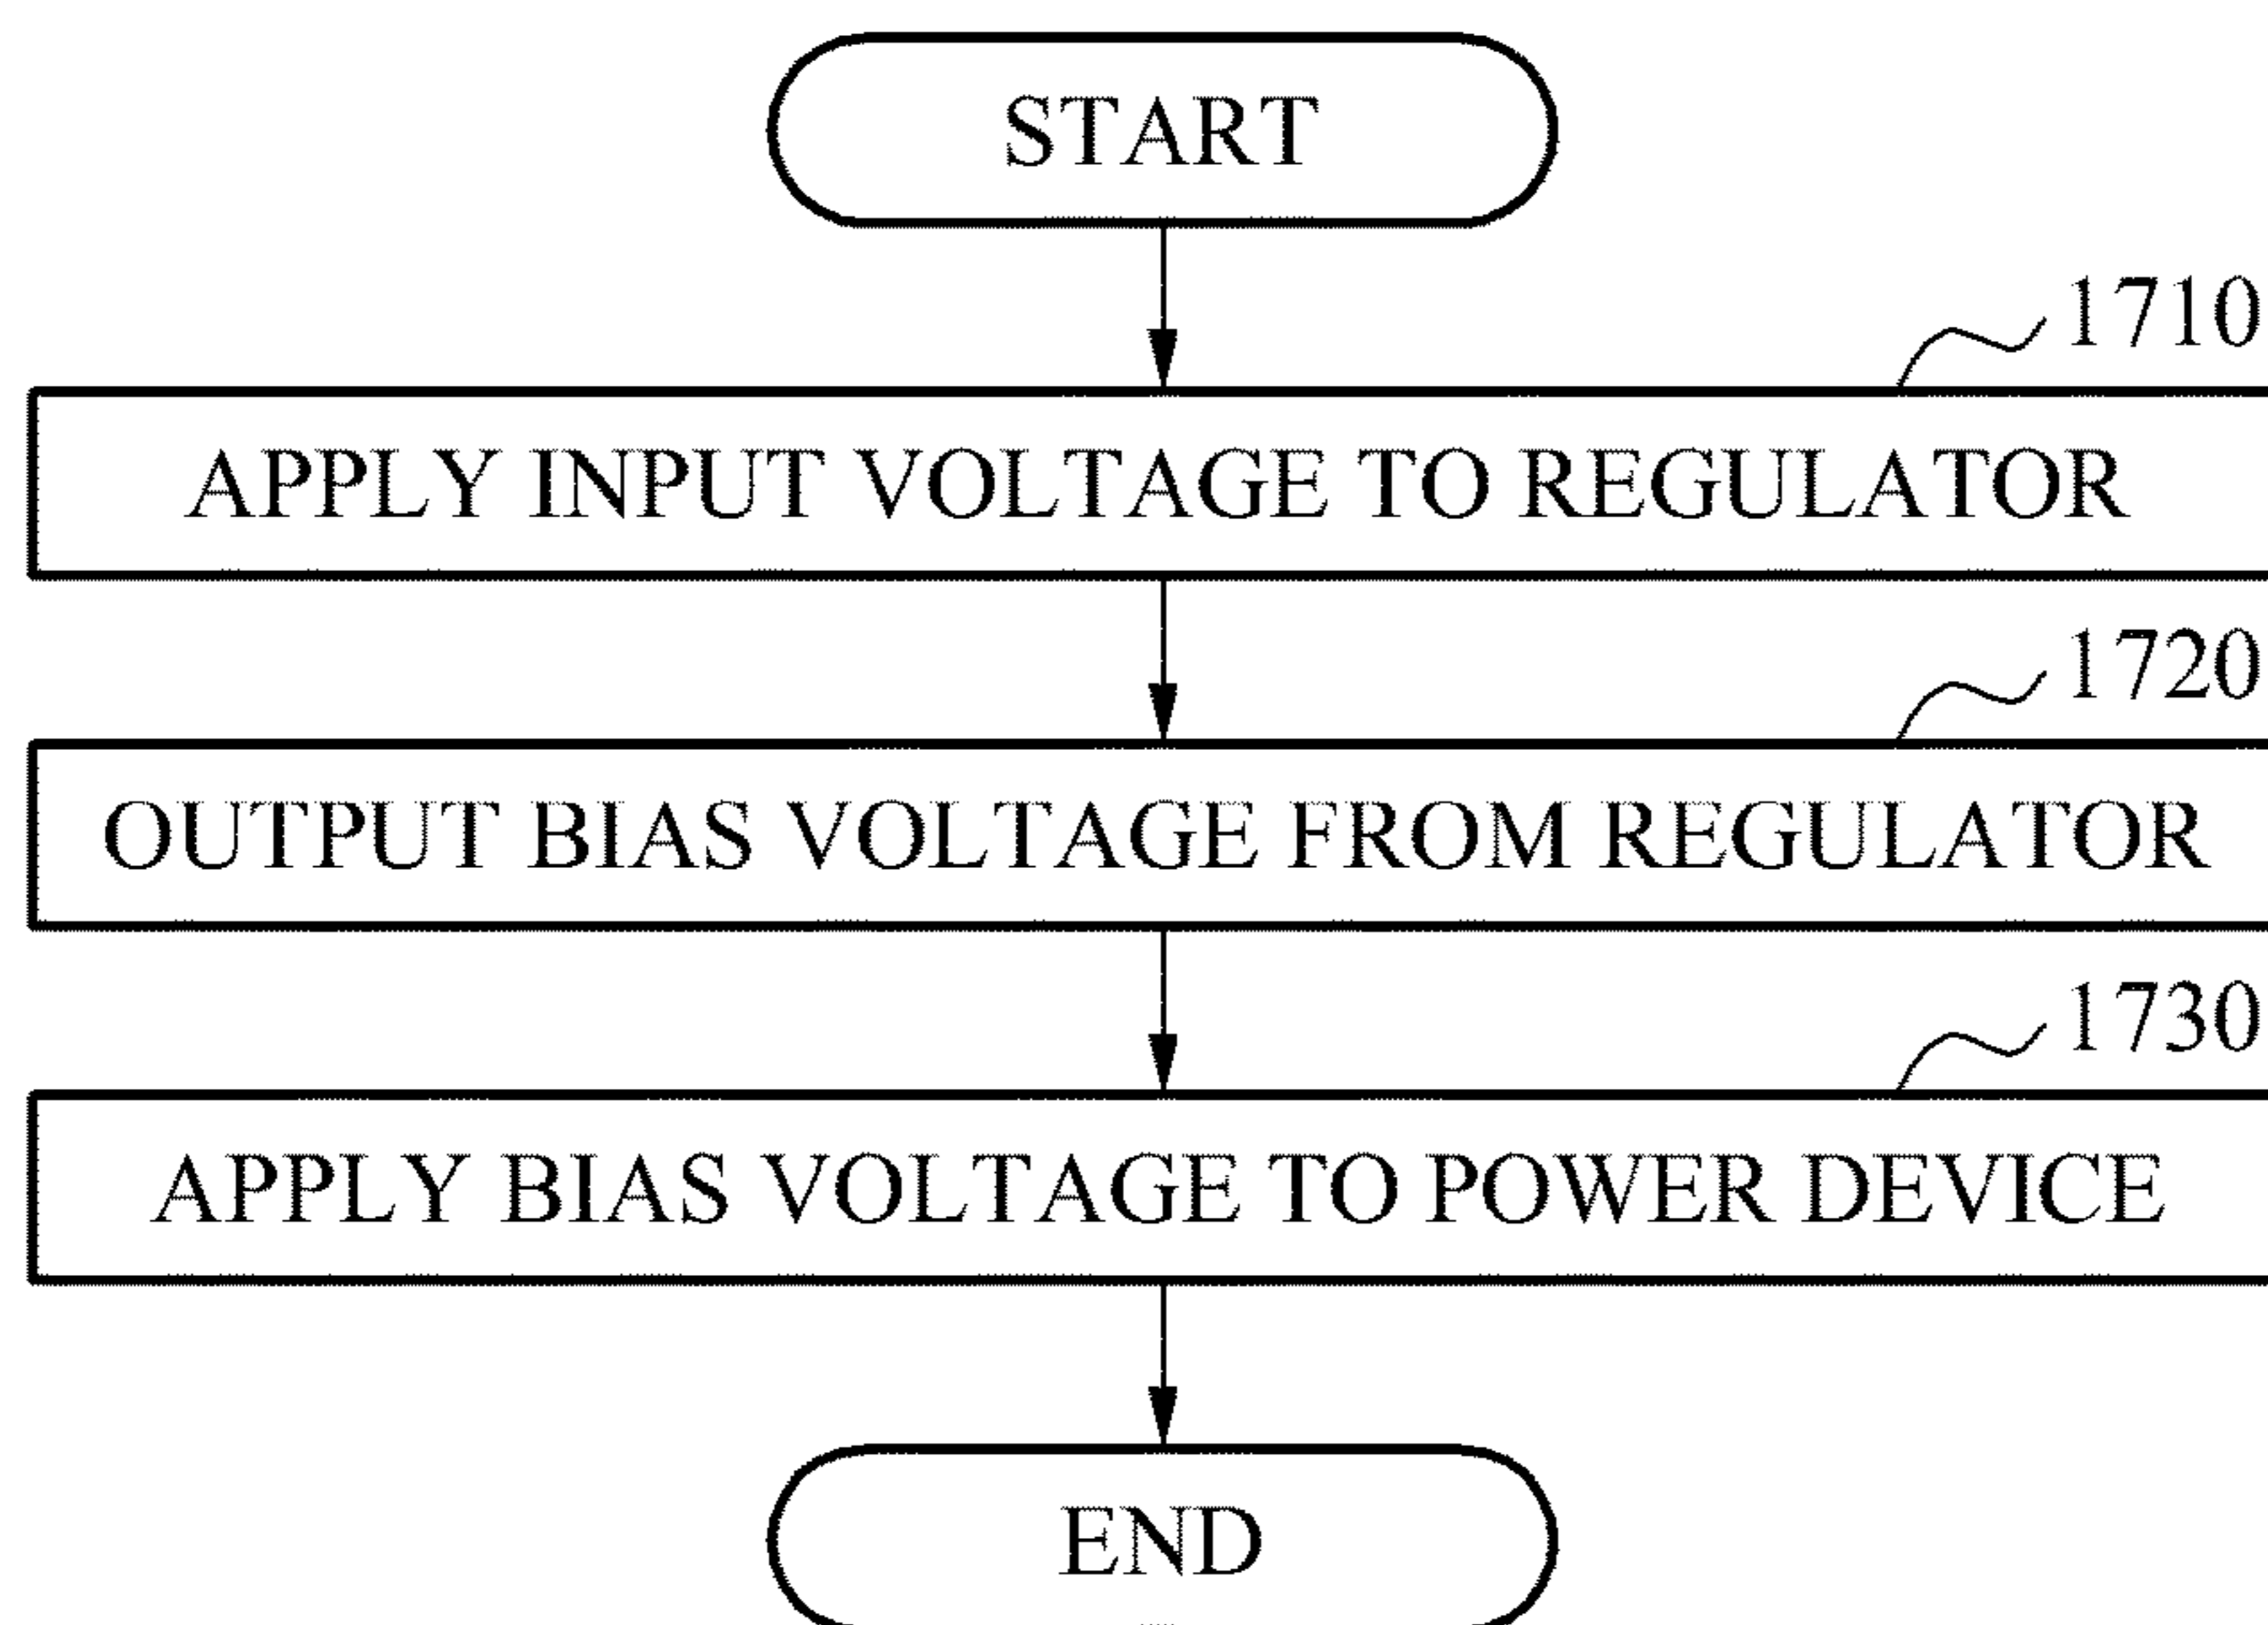 START
1710
APPLY INPUT VOLTAGE TO REGULATOR
1720
OUTPUT BIAS VOLTAGE FROM REGULATOR
1730
APPLY BIAS VOLTAGE TO POWER DEVICE
END